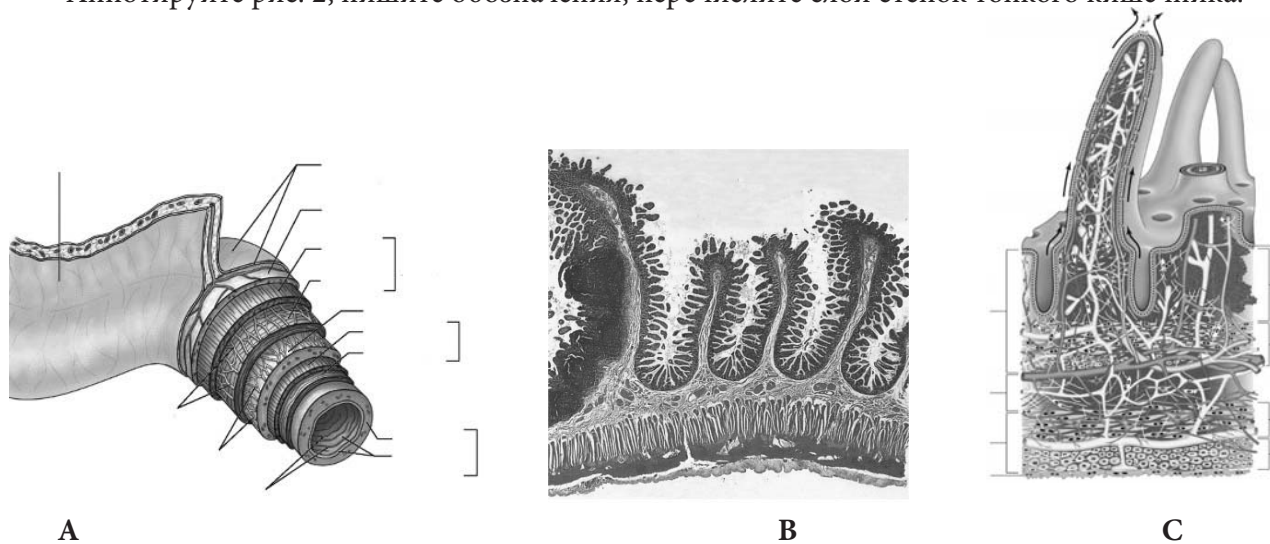 Аннотируйте рис. 2, пишите обозначения, перечислите слои стенок тонкого кишечника.
A
B
C